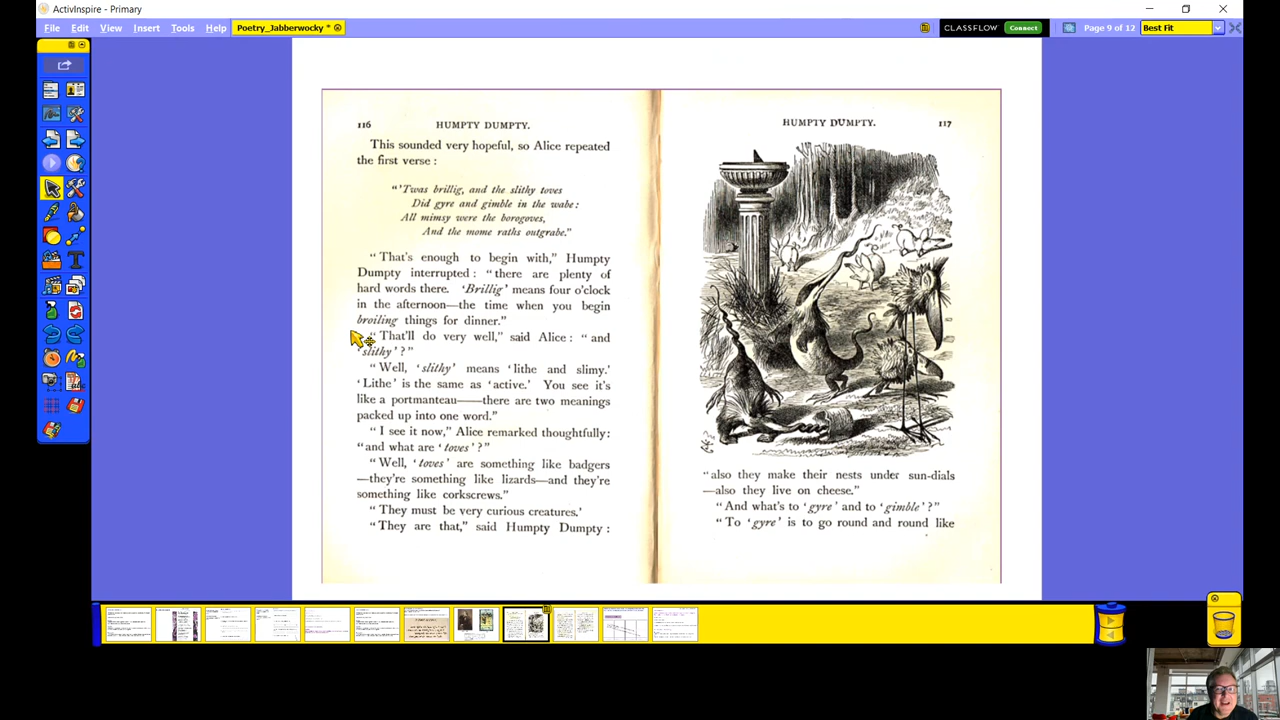 ActivInspire - Primary
File Edit View Insert Tools Help
Poetry_Jabberwocky *
CLASSFLOW Connect
Page 9 of 12
Best Fit
116 HUMPTY DUMPTY.
This sounded very hopeful, so Alice repeated
the first verse :
"'Twas brillig, and the slithy toves
Did gyre and gimble in the wabe :
All mimsy were the borogoves,
And the mome raths outgrabe."
"That's enough to begin with," Humpty
Dumpty interrupted : "there are plenty of
hard words there. 'Brillig' means four o'clock
in the afternoon—the time when you begin
broiling things for dinner."
"That'll do very well," said Alice : "and
'slithy'?"
"Well, 'slithy' means 'lithe and slimy.'
'Lithe' is the same as 'active.' You see it's
like a portmanteau——there are two meanings
packed up into one word."
"I see it now," Alice remarked thoughtfully:
"and what are 'toves'?"
"Well, 'toves' are something like badgers
—they're something like lizards—and they're
something like corkscrews."
"They must be very curious creatures.'
"They are that," said Humpty Dumpty :
HUMPTY DUMPTY. 117
"also they make their nests under sun-dials
—also they live on cheese."
"And what's to 'gyre' and to 'gimble'?"
"To 'gyre' is to go round and round like